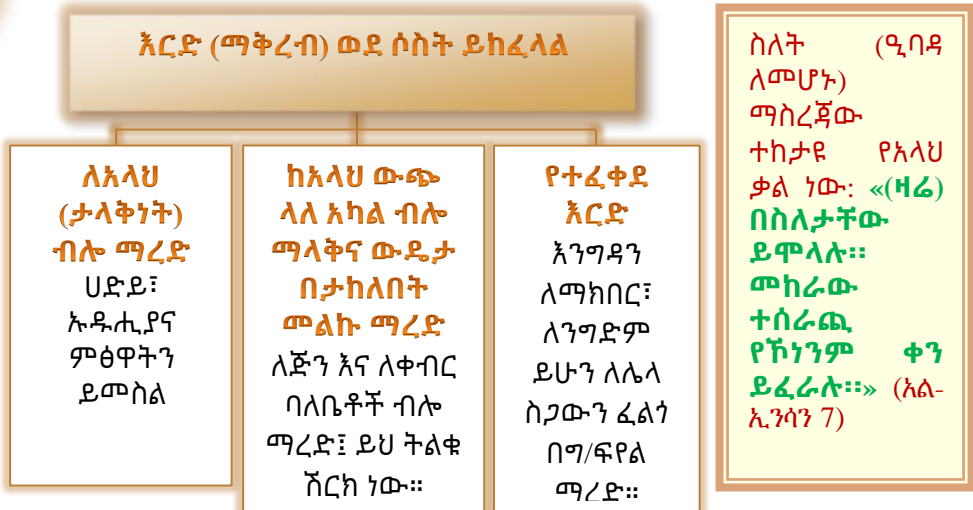 እርድ (ማቅረብ) ወደ ሶስት ይከፈላል
ለአላህ
(ታላቅነት)
ብሎ ማረድ
ሀድይ፣
ኡዱሒያና
ምፅዋትን
ይመስል
ከአላህ ውጭ
ላለ አካል ብሎ
ማላቅና ውዴታ
በታከለበት
መልኩ ማረድ
ለጅን እና ለቀብር
ባለቤቶች ብሎ
ማረድ፤ ይህ ትልቁ
ሽርክ ነው።
የተፈቀደ
እርድ
እንግዳን
ለማክበር፣
ለንግድም
ይሁን ለሌላ
ስጋውን ፈልጎ
በግ/ፍየል
ማረድ።
ስለት (ዒባዳ
ለመሆኑ)
ማስረጃው
ተከታዩ የአላህ
ቃል ነው: «(ዛሬ)
በስለታቸው
ይሞላሉ፡፡
መከራው
ተሰራጪ
የኾነንም ቀን
ይፈራሉ፡፡» (አል-
ኢንሳን 7)